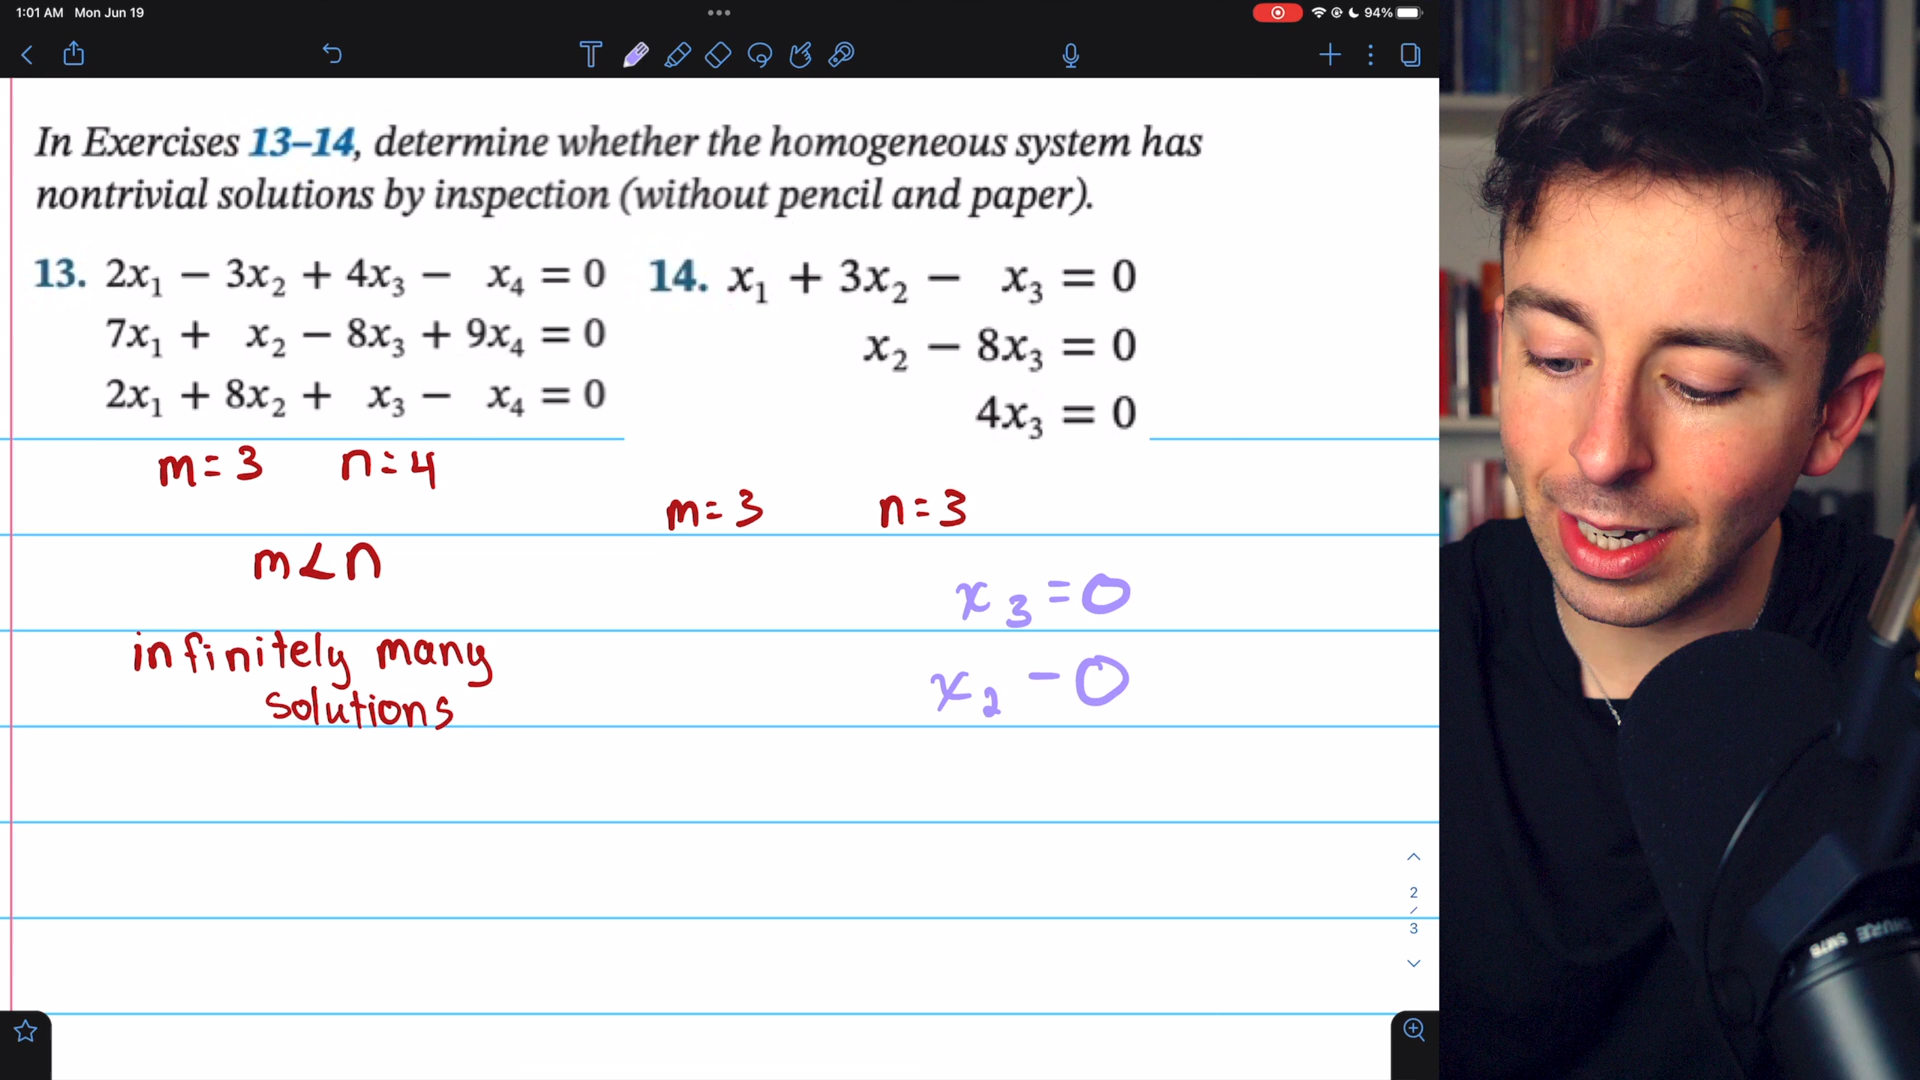 1:01 AM Mon Jun 19
94%
In Exercises 13–14, determine whether the homogeneous system has
nontrivial solutions by inspection (without pencil and paper).
13. 2x₁ − 3x₂ + 4x₃ − x₄ = 0
7x₁ + x₂ − 8x₃ + 9x₄ = 0
2x₁ + 8x₂ + x₃ − x₄ = 0
14. x₁ + 3x₂ − x₃ = 0
x₂ − 8x₃ = 0
4x₃ = 0
m=3 n=4
m<n
infinitely many
solutions
m=3 n=3
x₃=0
x₂ −0
2
/
3
SHURE SM7B